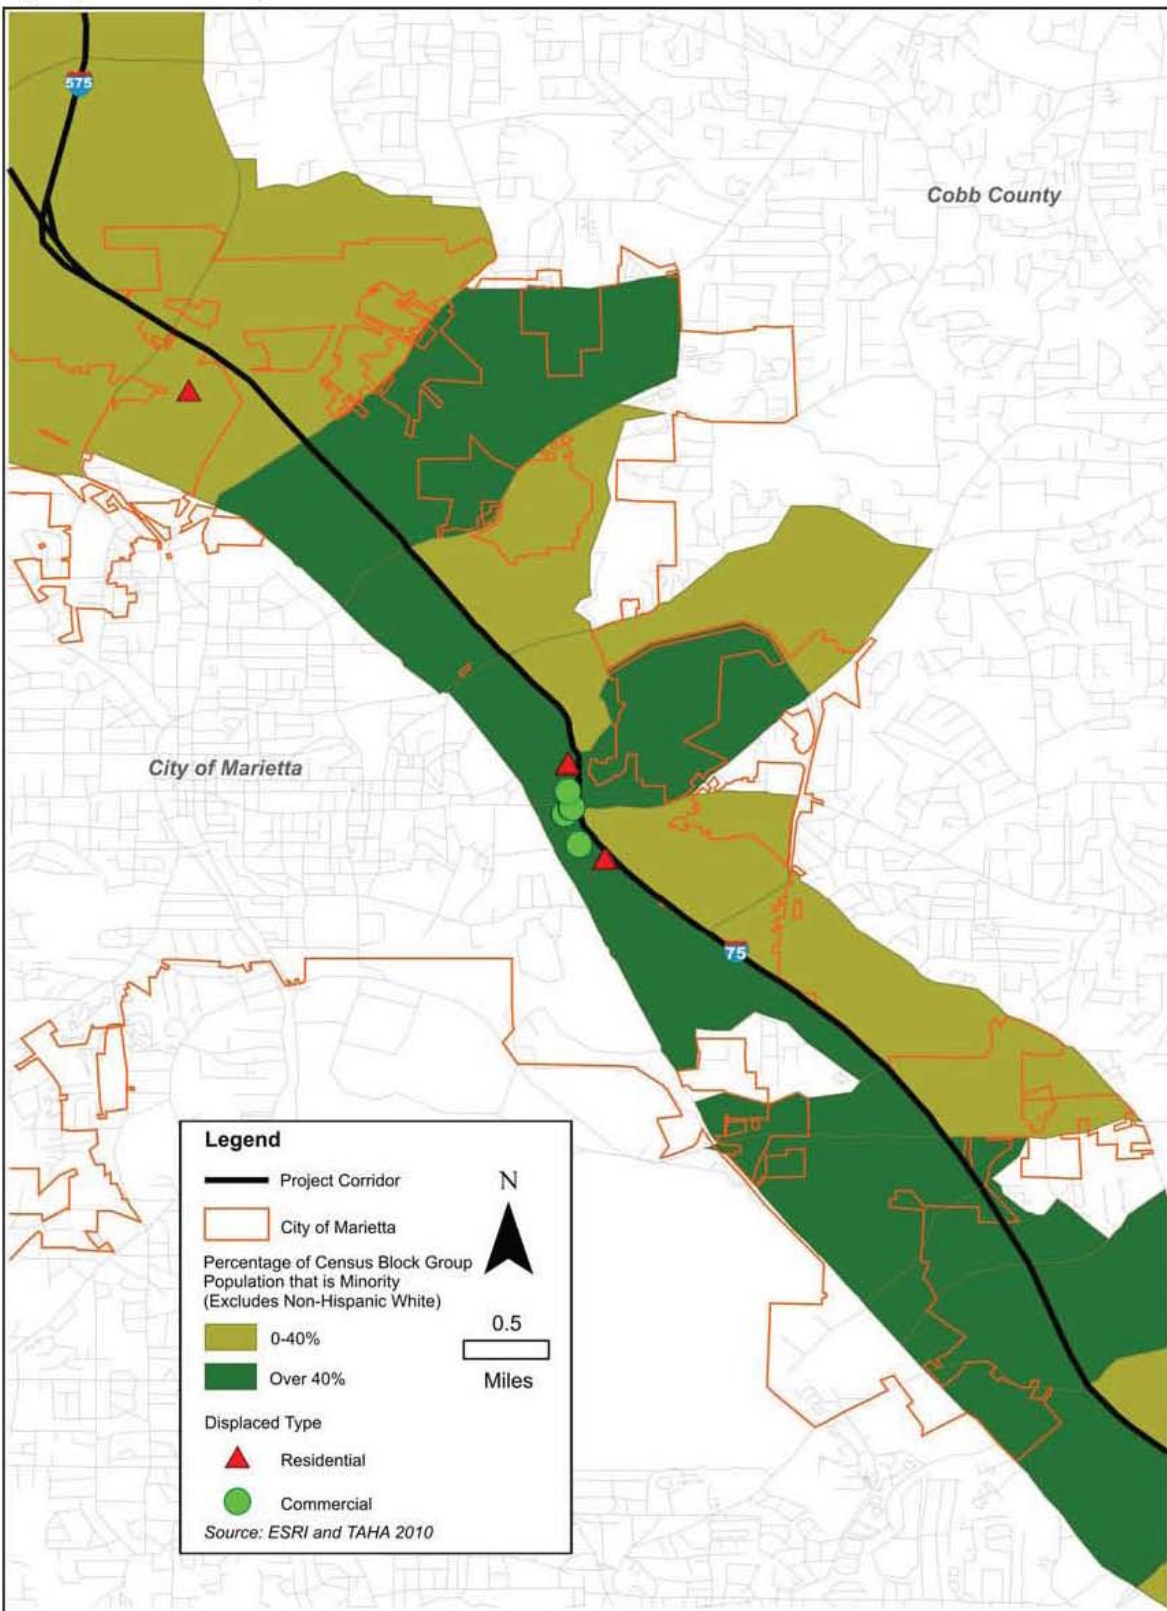 575
Cobb County
City of Marietta
75
Legend
Project Corridor
N
City of Marietta
Percentage of Census Block Group
Population that is Minority
(Excludes Non-Hispanic White)
0-40%
0.5
Over 40%
Miles
Displaced Type
Residential
Commercial
Source: ESRI and TAHA 2010